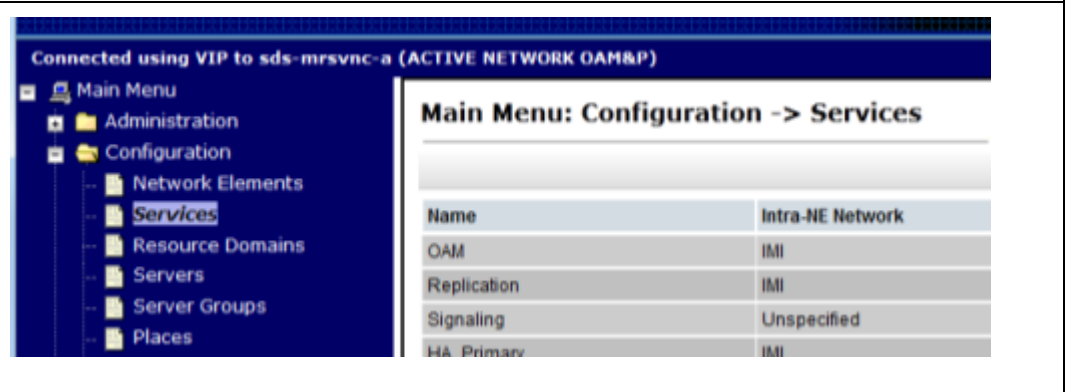 Connected using VIP to sds-mrsvnc-a (ACTIVE NETWORK OAM&P)
Main Menu
Administration
Configuration
Network Elements
Services
Resource Domains
Servers
Server Groups
Places
Main Menu: Configuration -> Services
Name Intra-NE Network
OAM IMI
Replication IMI
Signaling Unspecified
HA_Primary IMI